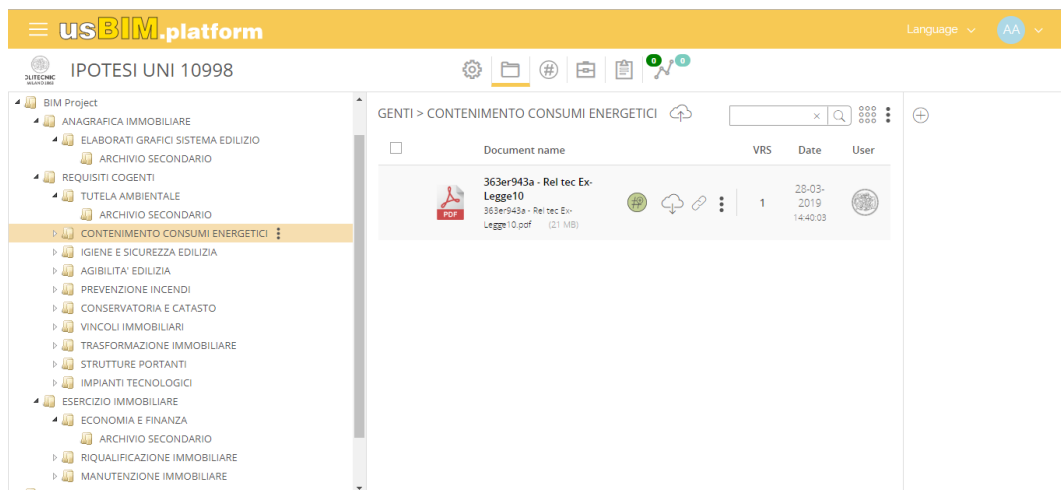 usBIM.platform
Language
AA
MILANO 1863
IPOTESI UNI 10998
#
0
0
BIM Project
ANAGRAFICA IMMOBILIARE
ELABORATI GRAFICI SISTEMA EDILIZIO
ARCHIVIO SECONDARIO
REQUISITI COGENTI
TUTELA AMBIENTALE
ARCHIVIO SECONDARIO
CONTENIMENTO CONSUMI ENERGETICI
IGIENE E SICUREZZA EDILIZIA
AGIBILITA' EDILIZIA
PREVENZIONE INCENDI
CONSERVATORIA E CATASTO
VINCOLI IMMOBILIARI
TRASFORMAZIONE IMMOBILIARE
STRUTTURE PORTANTI
IMPIANTI TECNOLOGICI
ESERCIZIO IMMOBILIARE
ECONOMIA E FINANZA
ARCHIVIO SECONDARIO
RIQUALIFICAZIONE IMMOBILIARE
MANUTENZIONE IMMOBILIARE
GENTI > CONTENIMENTO CONSUMI ENERGETICI
×
Document name VRS Date User
PDF
363er943a - Rel tec Ex-
Legge10
363er943a - Rel tec Ex-
Legge10.pdf (21 MB)
#
1
28-03-
2019
14:40:03